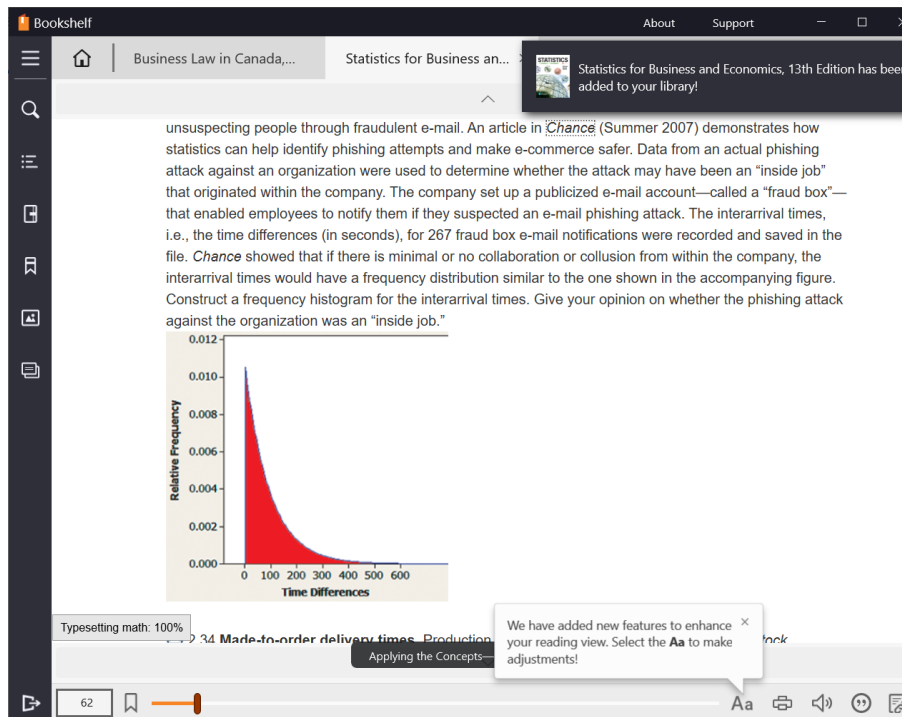 Bookshelf
About Support
Business Law in Canada,...
Statistics for Business an...
Statistics for Business and Economics, 13th Edition has been
added to your library!
unsuspecting people through fraudulent e-mail. An article in Chance (Summer 2007) demonstrates how
statistics can help identify phishing attempts and make e-commerce safer. Data from an actual phishing
attack against an organization were used to determine whether the attack may have been an “inside job”
that originated within the company. The company set up a publicized e-mail account—called a “fraud box”—
that enabled employees to notify them if they suspected an e-mail phishing attack. The interarrival times,
i.e., the time differences (in seconds), for 267 fraud box e-mail notifications were recorded and saved in the
file. Chance showed that if there is minimal or no collaboration or collusion from within the company, the
interarrival times would have a frequency distribution similar to the one shown in the accompanying figure.
Construct a frequency histogram for the interarrival times. Give your opinion on whether the phishing attack
against the organization was an “inside job.”
Relative Frequency
0.012
0.010
0.008
0.006
0.004
0.002
0.000
0 100 200 300 400 500 600
Time Differences
Typesetting math: 100%
2.34 Made-to-order delivery times. Production
tock
Applying the Concepts—
We have added new features to enhance
your reading view. Select the Aa to make
adjustments!
62
Aa